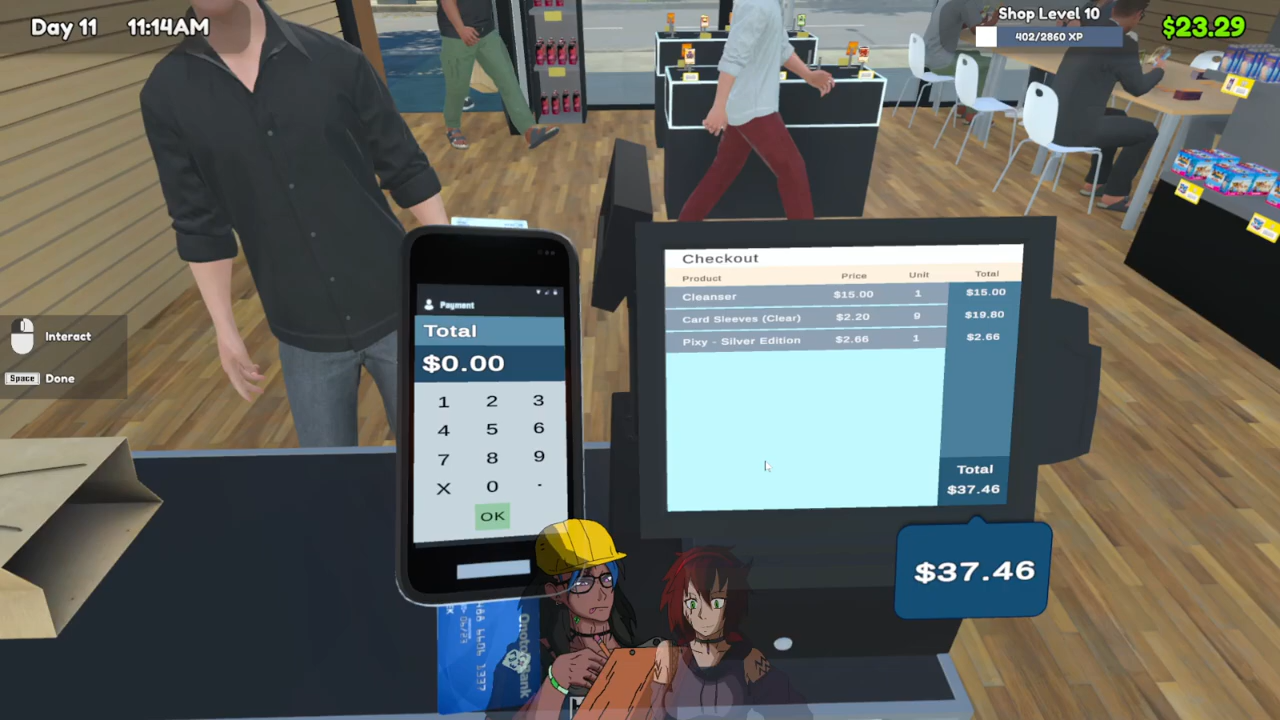 Day 11 11:14AM
Shop Level 10
402/2860 XP
$23.29
Interact
Space Done
Payment
Total
$0.00
1 2 3
4 5 6
7 8 9
X 0 .
OK
Checkout
Product Price Unit Total
Cleanser $15.00 1 $15.00
Card Sleeves (Clear) $2.20 9 $19.80
Pixy - Silver Edition $2.66 1 $2.66
Total
$37.46
$37.46
1337